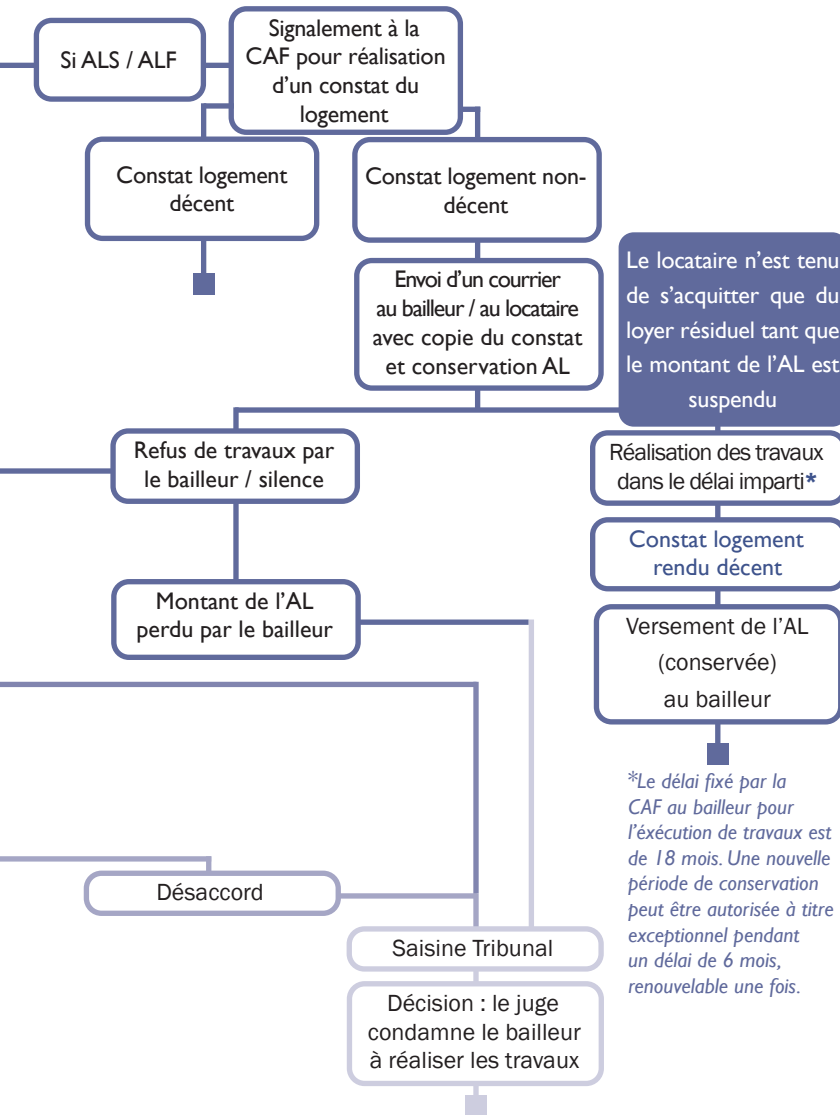 Si ALS / ALF
Signalement à la
CAF pour réalisation
d'un constat du
logement
Constat logement
décent
Constat logement non-
décent
Envoi d'un courrier
au bailleur / au locataire
avec copie du constat
et conservation AL
Le locataire n'est tenu
de s'acquitter que du
loyer résiduel tant que
le montant de l'AL est
suspendu
Refus de travaux par
le bailleur / silence
Réalisation des travaux
dans le délai imparti*
Constat logement
rendu décent
Montant de l'AL
perdu par le bailleur
Versement de l'AL
(conservée)
au bailleur
*Le délai fixé par la
CAF au bailleur pour
l'éxécution de travaux est
de 18 mois. Une nouvelle
période de conservation
peut être autorisée à titre
exceptionnel pendant
un délai de 6 mois,
renouvelable une fois.
Désaccord
Saisine Tribunal
Décision : le juge
condamne le bailleur
à réaliser les travaux